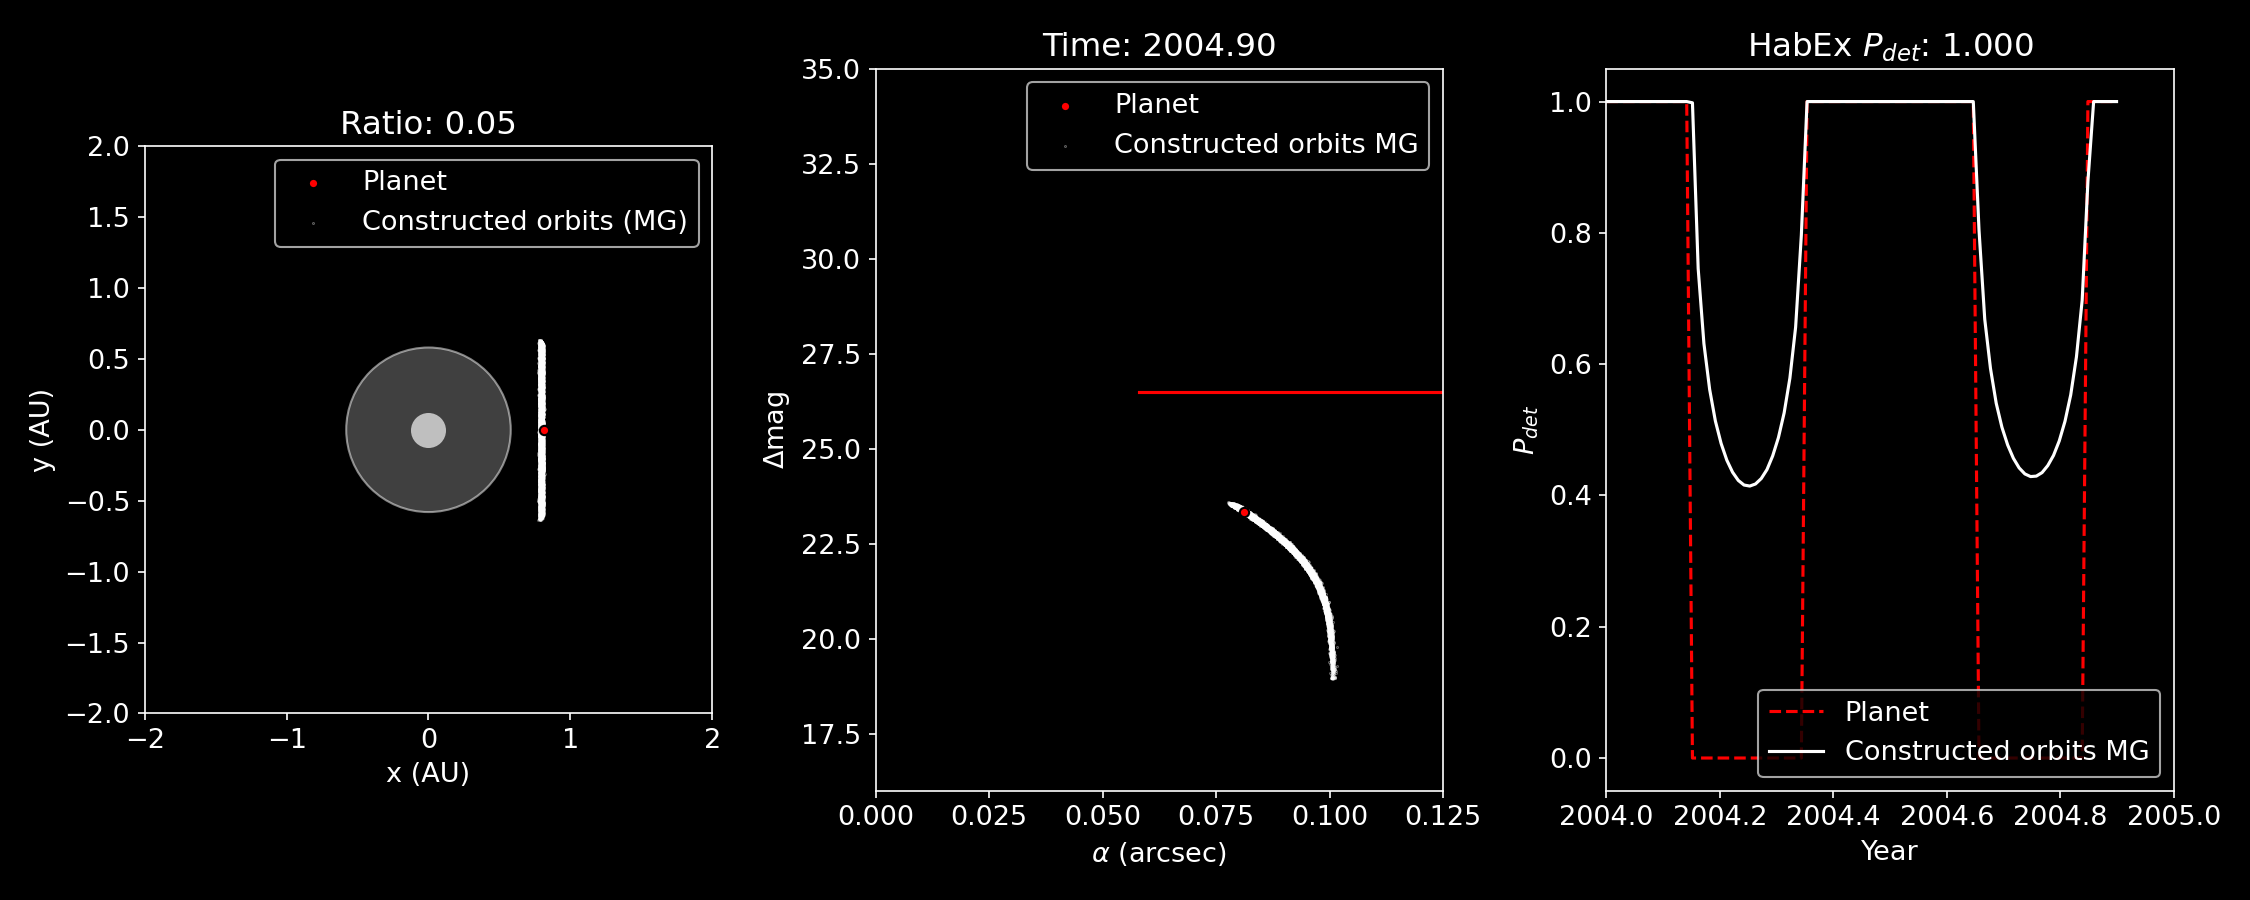 Ratio: 0.05
Planet
Constructed orbits (MG)
2.0
1.5
1.0
0.5
0.0
−0.5
−1.0
−1.5
−2.0
y (AU)
−2
−1
0
1
2
x (AU)
Time: 2004.90
Planet
Constructed orbits MG
35.0
32.5
30.0
27.5
25.0
22.5
20.0
17.5
Δmag
0.000
0.025
0.050
0.075
0.100
0.125
α (arcsec)
HabEx P_det: 1.000
1.0
0.8
0.6
0.4
0.2
0.0
P_det
Planet
Constructed orbits MG
2004.0
2004.2
2004.4
2004.6
2004.8
2005.0
Year